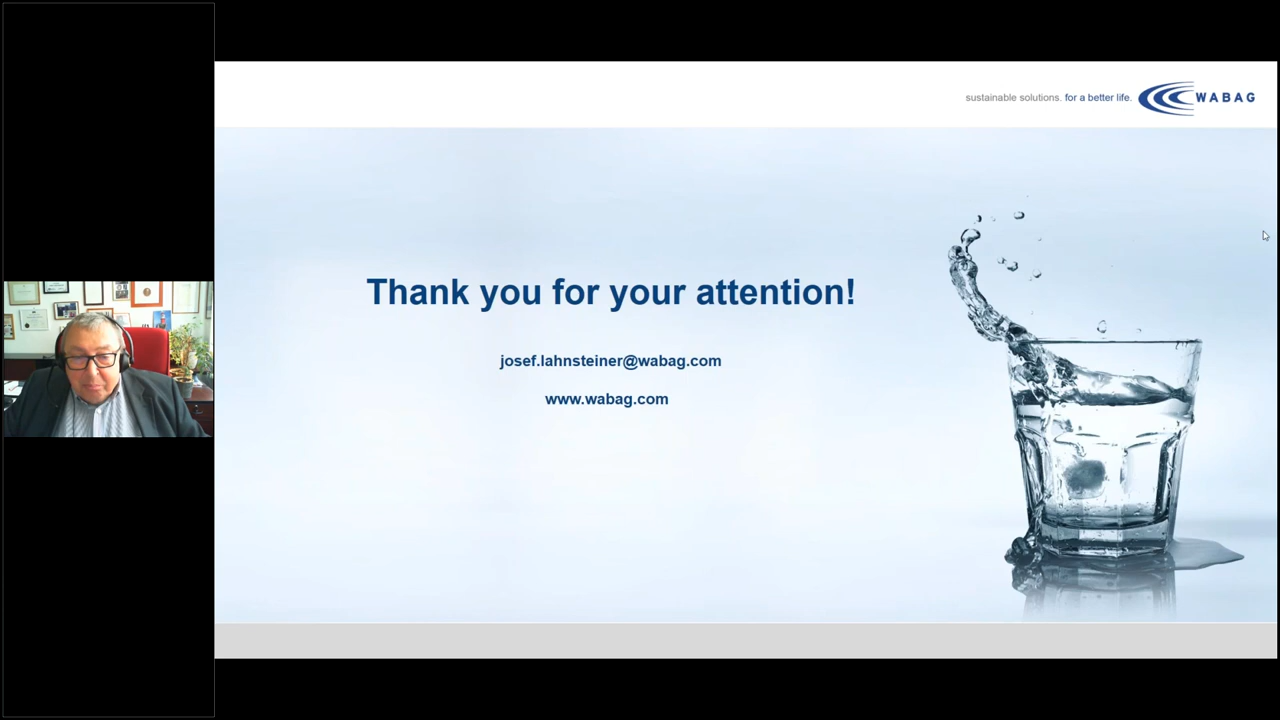 sustainable solutions. for a better life. WABAG
Thank you for your attention!
josef.lahnsteiner@wabag.com
www.wabag.com